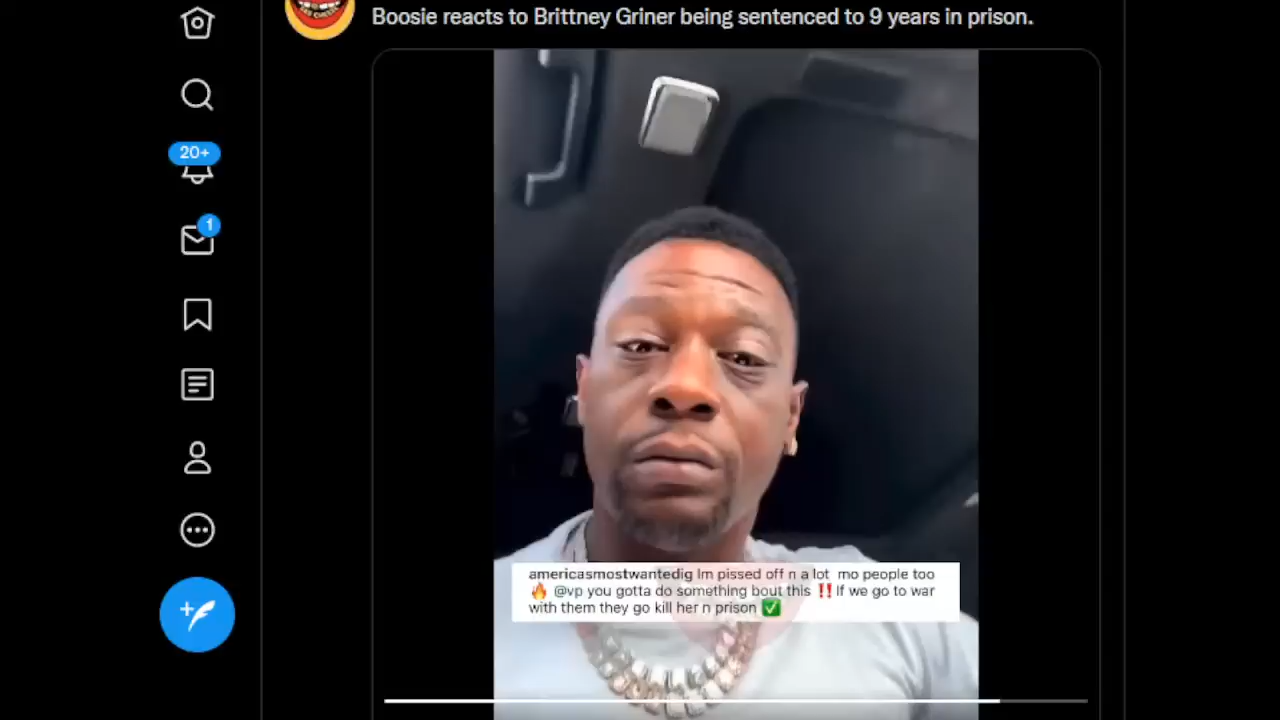 Boosie reacts to Brittney Griner being sentenced to 9 years in prison.
20+
1
americasmostwantedig Im pissed off n a lot mo people too
🔥 @vp you gotta do something bout this ‼️If we go to war
with them they go kill her n prison ✅